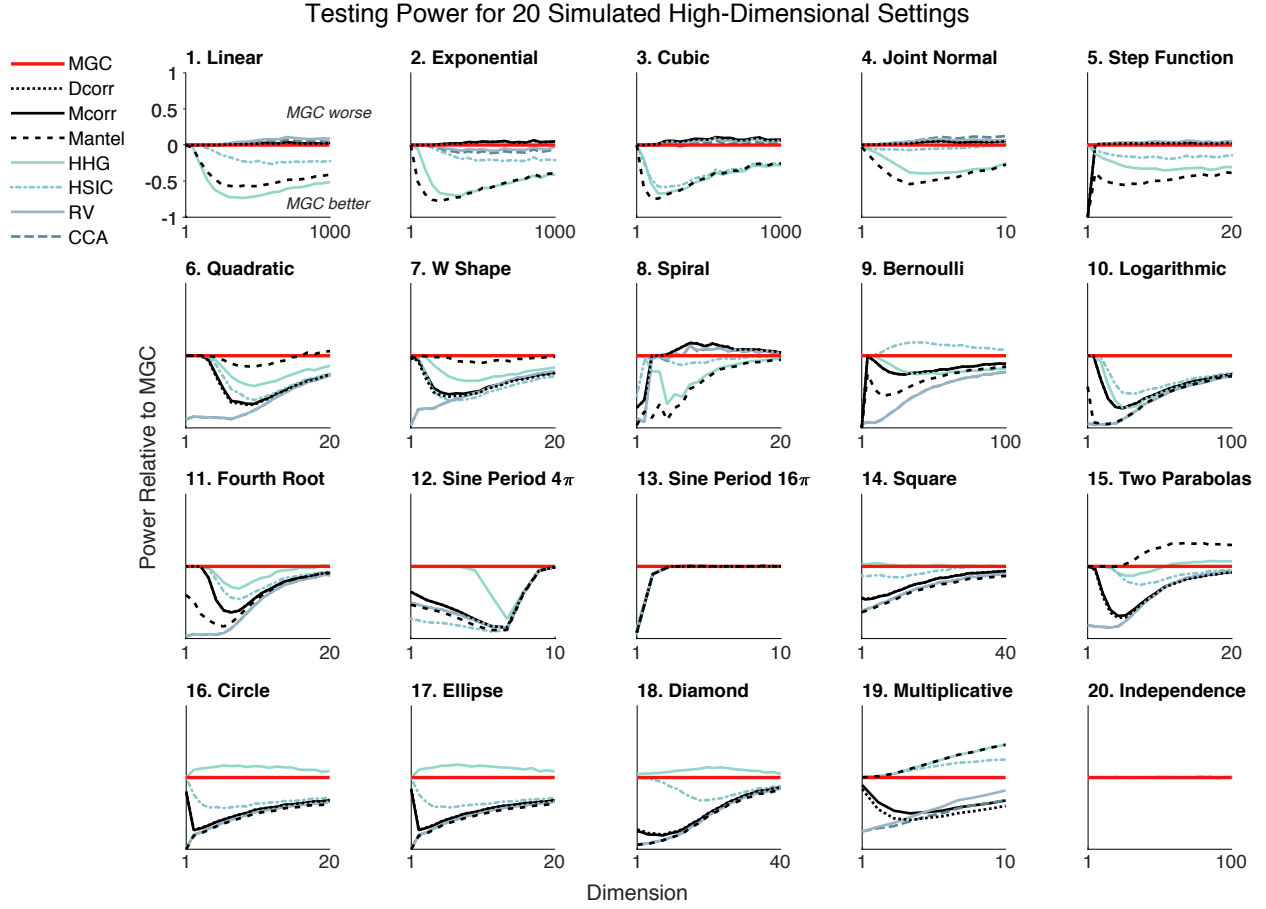 Testing Power for 20 Simulated High-Dimensional Settings
MGC
Dcorr
Mcorr
Mantel
HHG
HSIC
RV
CCA
1. Linear
1
0.5
0
-0.5
-1
MGC worse
MGC better
1 1000
2. Exponential
1 1000
3. Cubic
1 1000
4. Joint Normal
1 10
5. Step Function
1 20
Power Relative to MGC
6. Quadratic
1 20
7. W Shape
1 20
8. Spiral
1 20
9. Bernoulli
1 100
10. Logarithmic
1 100
11. Fourth Root
1 20
12. Sine Period 4π
1 10
13. Sine Period 16π
1 10
14. Square
1 40
15. Two Parabolas
1 20
16. Circle
1 20
17. Ellipse
1 20
18. Diamond
1 40
19. Multiplicative
1 10
20. Independence
1 100
Dimension